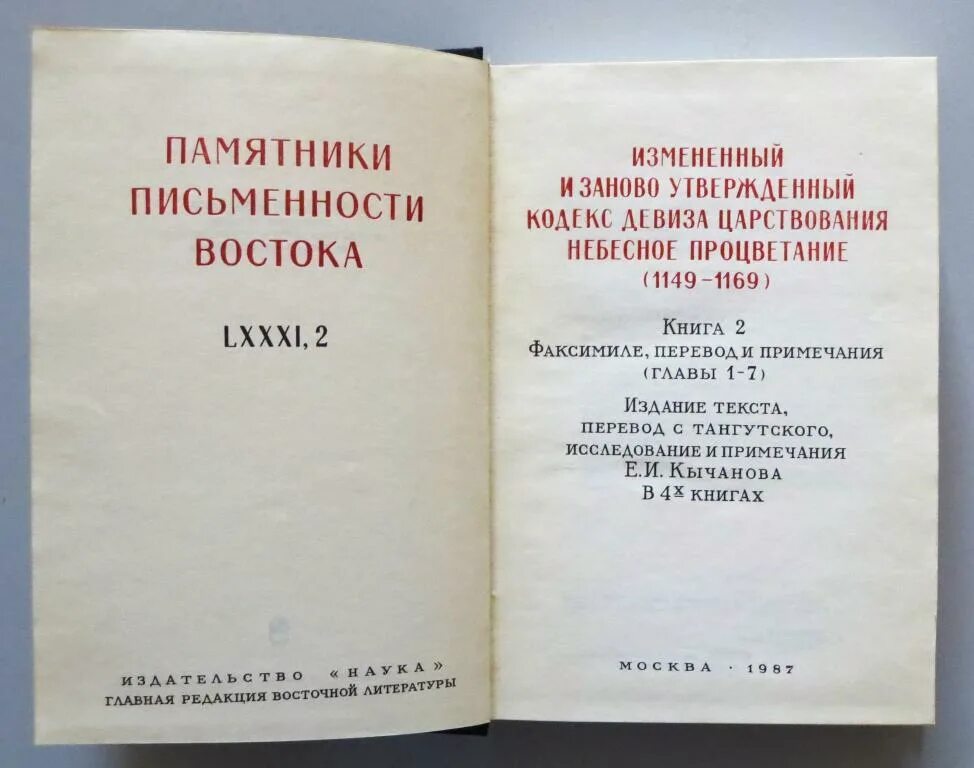 ПАМЯТНИКИ
ПИСЬМЕННОСТИ
ВОСТОКА
LXXXI, 2
ИЗДАТЕЛЬСТВО «НАУКА»
ГЛАВНАЯ РЕДАКЦИЯ ВОСТОЧНОЙ ЛИТЕРАТУРЫ
ИЗМЕНЕННЫЙ
И ЗАНОВО УТВЕРЖДЕННЫЙ
КОДЕКС ДЕВИЗА ЦАРСТВОВАНИЯ
НЕБЕСНОЕ ПРОЦВЕТАНИЕ
(1149–1169)
КНИГА 2
ФАКСИМИЛЕ, ПЕРЕВОД И ПРИМЕЧАНИЯ
(ГЛАВЫ 1–7)
ИЗДАНИЕ ТЕКСТА,
ПЕРЕВОД С ТАНГУТСКОГО,
ИССЛЕДОВАНИЕ И ПРИМЕЧАНИЯ
Е.И. КЫЧАНОВА
В 4Х КНИГАХ
МОСКВА · 1987